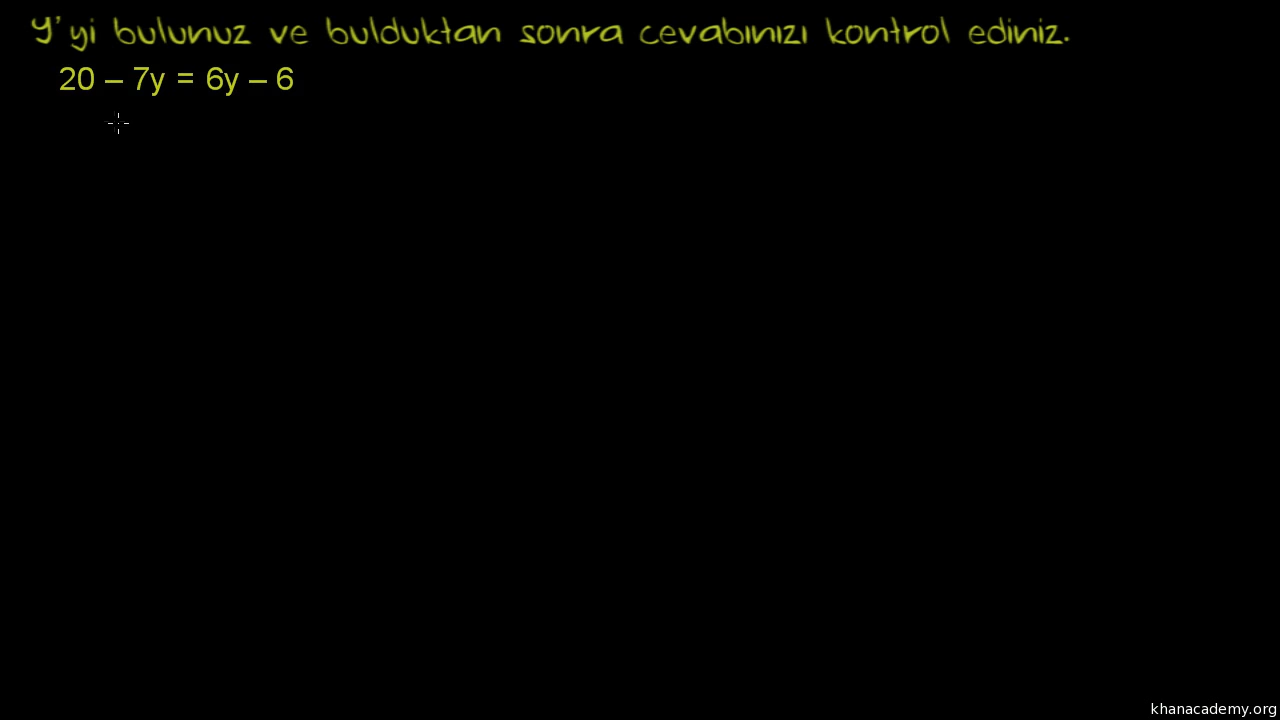 Y'yi bulunuz ve bulduktan sonra cevabınızı kontrol ediniz.
20 – 7y = 6y – 6
khanacademy.org